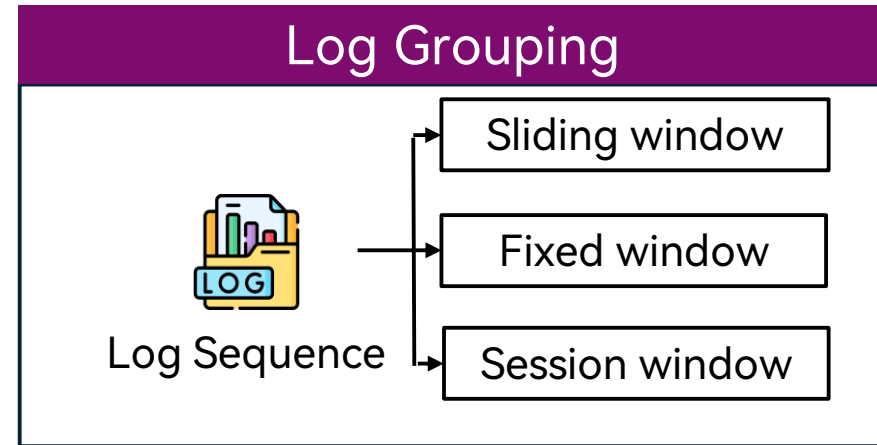 Log Grouping
Sliding window
Fixed window
LOG
Log Sequence
Session window